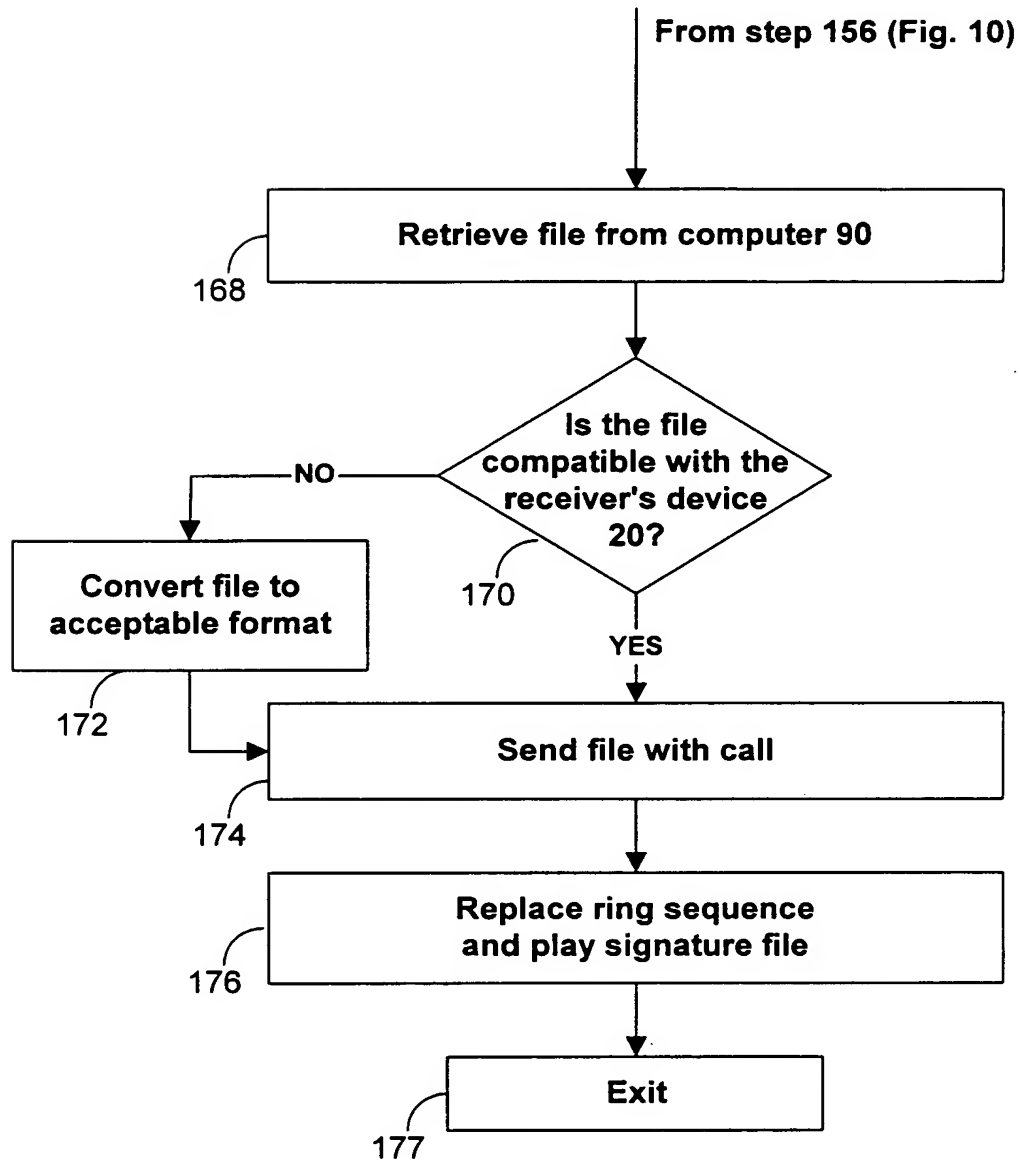 From step 156 (Fig. 10)
Retrieve file from computer 90
168
Is the file
compatible with the
receiver's device
20?
NO
170
Convert file to
acceptable format
YES
172
Send file with call
174
Replace ring sequence
and play signature file
176
Exit
177